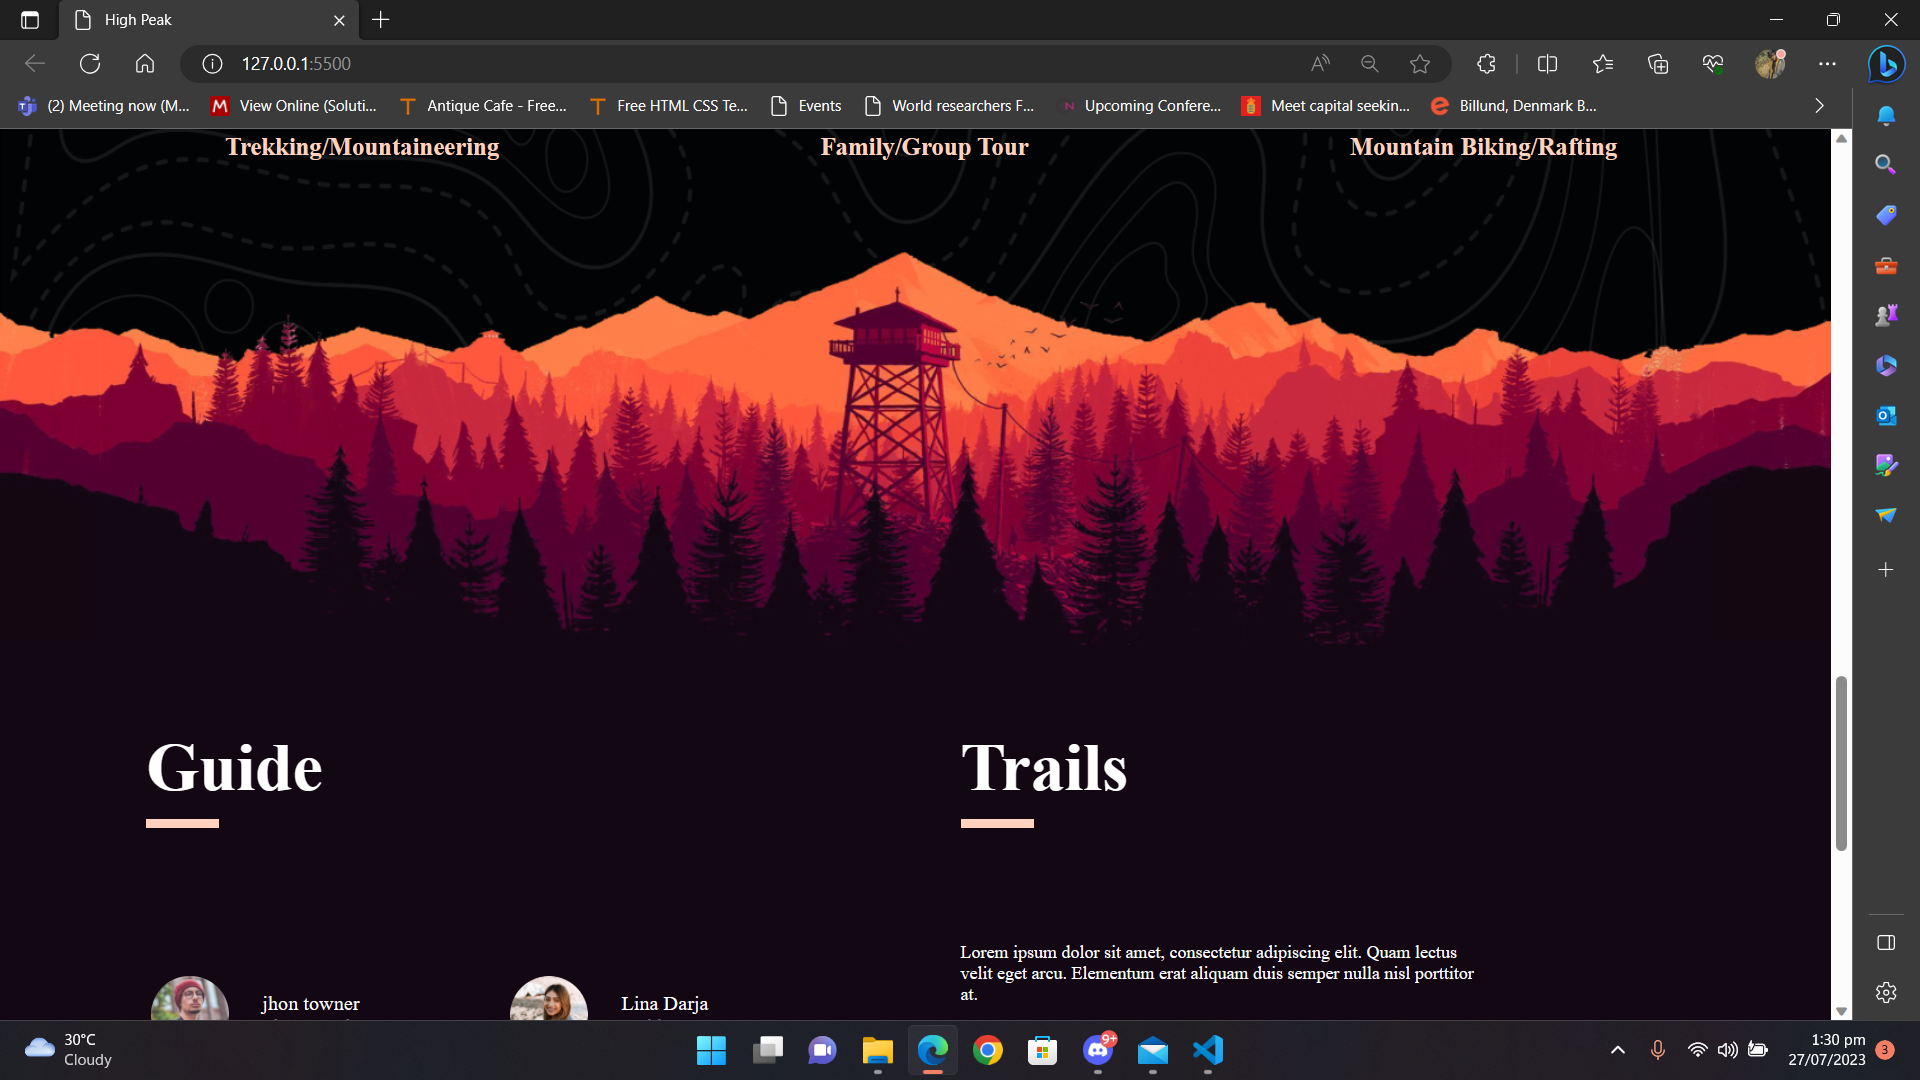 High Peak
127.0.0.1:5500
(2) Meeting now (M...
View Online (Soluti...
Antique Cafe - Free...
Free HTML CSS Te...
Events
World researchers F...
Upcoming Confere...
Meet capital seekin...
Billund, Denmark B...
Trekking/Mountaineering
Family/Group Tour
Mountain Biking/Rafting
Guide
Trails
Lorem ipsum dolor sit amet, consectetur adipiscing elit. Quam lectus
velit eget arcu. Elementum erat aliquam duis semper nulla nisl porttitor
at.
jhon towner
Lina Darja
30°C
Cloudy
9+
1:30 pm
27/07/2023
3